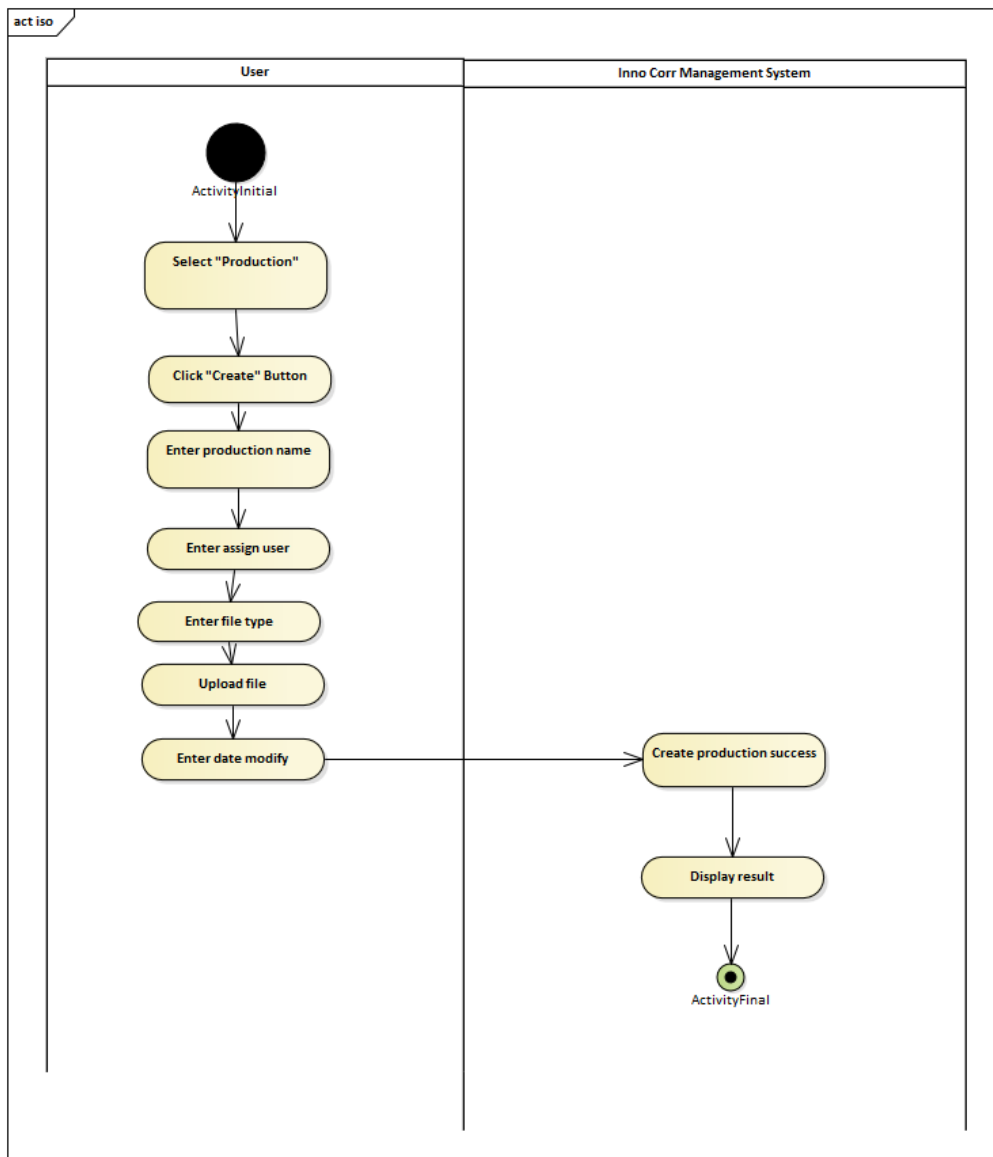 act iso
User
Inno Corr Management System
ActivityInitial
Select "Production"
Click "Create" Button
Enter production name
Enter assign user
Enter file type
Upload file
Enter date modify
Create production success
Display result
ActivityFinal